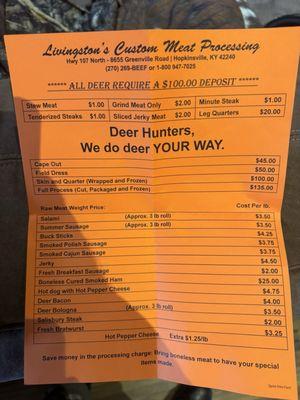 Livingston's Custom Meat Processing
Hwy 107 North - 8655 Greenville Road | Hopkinsville, KY 42240
(270) 269-BEEF or 1-800 947-7025
****** ALL DEER REQUIRE A $100.00 DEPOSIT ******
Stew Meat $1.00 Grind Meat Only $2.00 Minute Steak $1.00
Tenderized Steaks $1.00 Sliced Jerky Meat $2.00 Leg Quarters $20.00
Deer Hunters,
We do deer YOUR WAY.
Cape Out $45.00
Field Dress $50.00
Skin and Quarter (Wrapped and Frozen) $100.00
Full Process (Cut, Packaged and Frozen) $135.00
Raw Meat Weight Price: Cost Per Lb.
Salami (Approx. 3 lb roll) $3.50
Summer Sausage (Approx. 3 lb roll) $3.50
Buck Sticks $4.25
Smoked Polish Sausage $3.75
Smoked Cajun Sausage $3.75
Jerky $4.50
Fresh Breakfast Sausage $2.00
Boneless Cured Smoked Ham $25.00
Hot dog with Hot Pepper Cheese $4.75
Deer Bacon $4.00
Deer Bologna (Approx. 3 lb roll) $3.50
Salisbury Steak $2.00
Fresh Bratwurst $3.25
Hot Pepper Cheese Extra $1.25/lb
Save money in the processing charge: Bring boneless meat to have your special
items made.